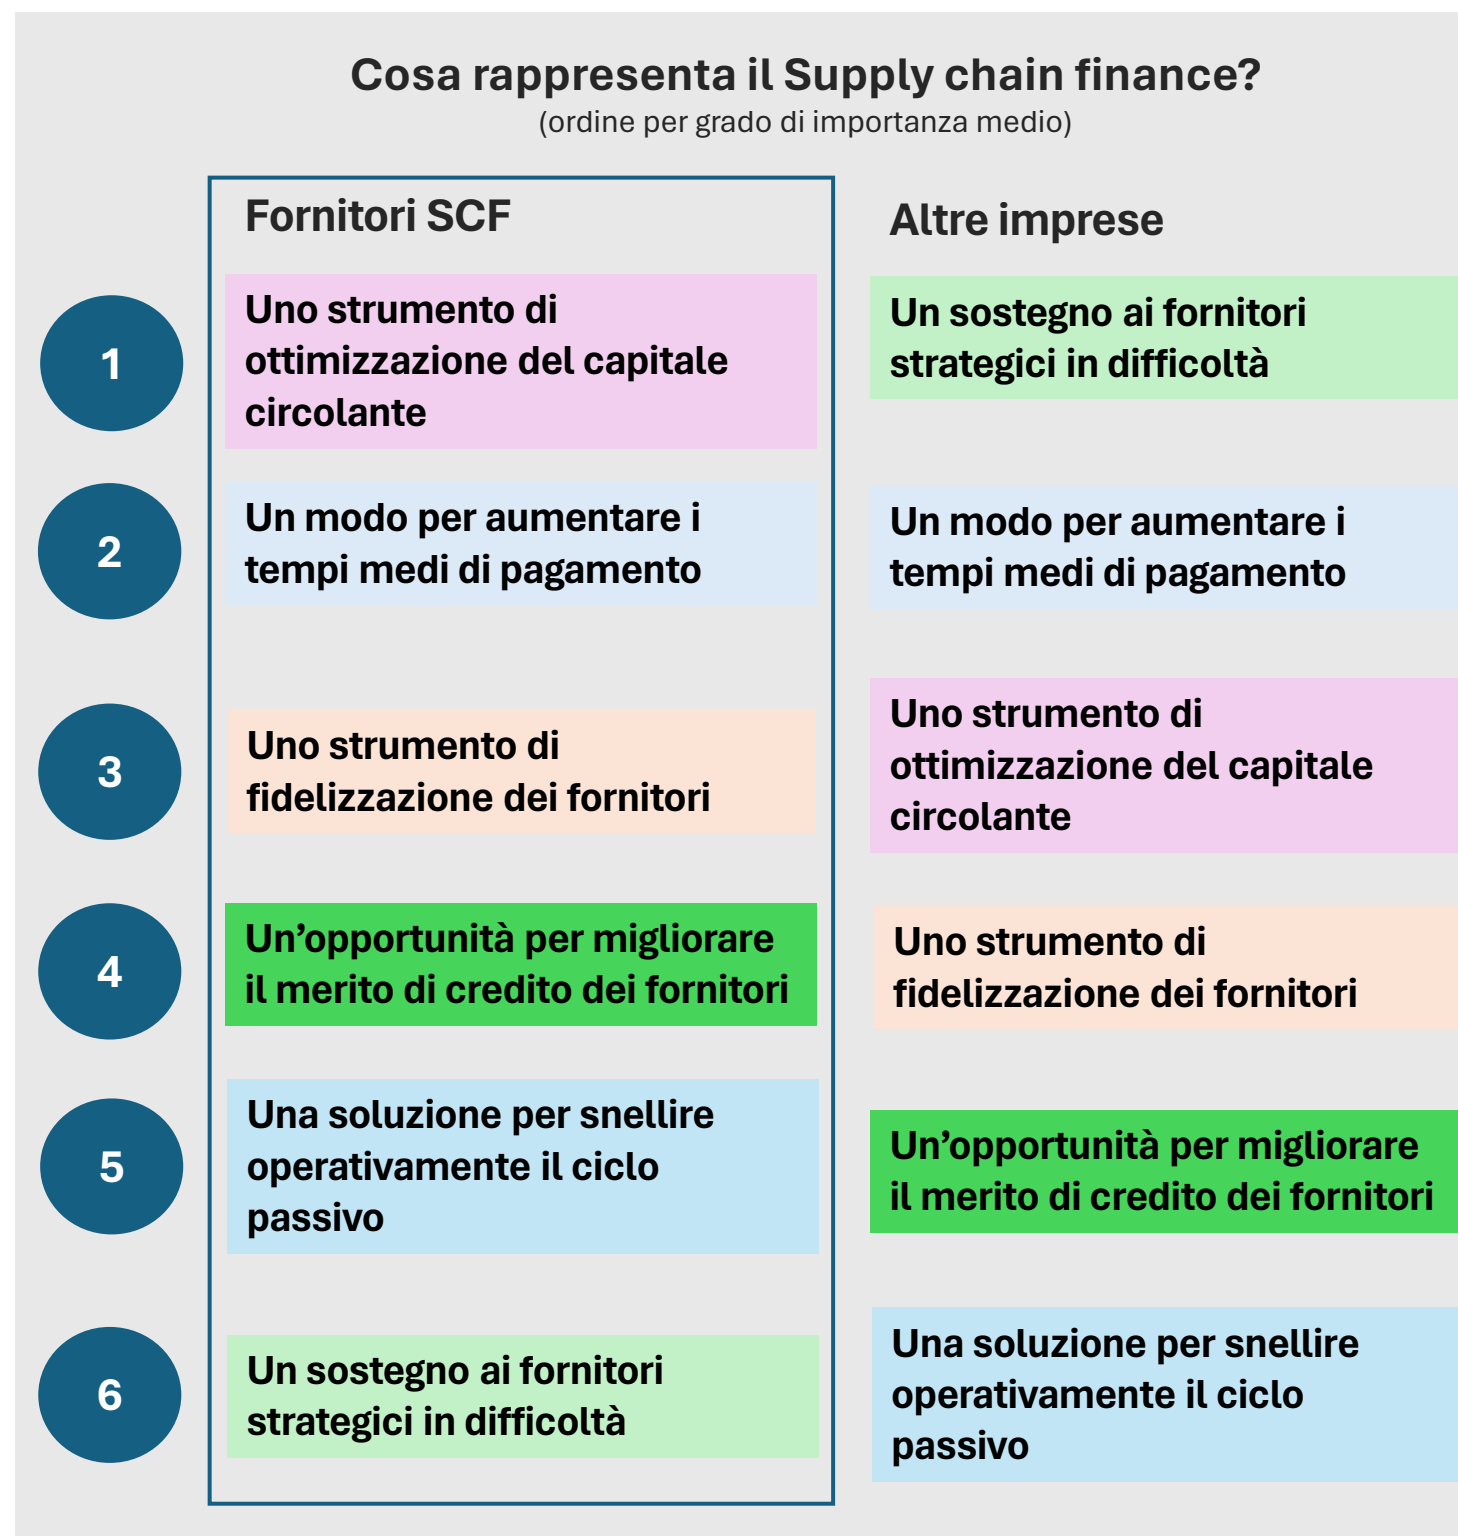 Cosa rappresenta il Supply chain finance?
(ordine per grado di importanza medio)
Fornitori SCF
Altre imprese
1
Uno strumento di
ottimizzazione del capitale
circolante
Un sostegno ai fornitori
strategici in difficoltà
2
Un modo per aumentare i
tempi medi di pagamento
Un modo per aumentare i
tempi medi di pagamento
3
Uno strumento di
fidelizzazione dei fornitori
Uno strumento di
ottimizzazione del capitale
circolante
4
Un’opportunità per migliorare
il merito di credito dei fornitori
Uno strumento di
fidelizzazione dei fornitori
5
Una soluzione per snellire
operativamente il ciclo
passivo
Un’opportunità per migliorare
il merito di credito dei fornitori
6
Un sostegno ai fornitori
strategici in difficoltà
Una soluzione per snellire
operativamente il ciclo
passivo